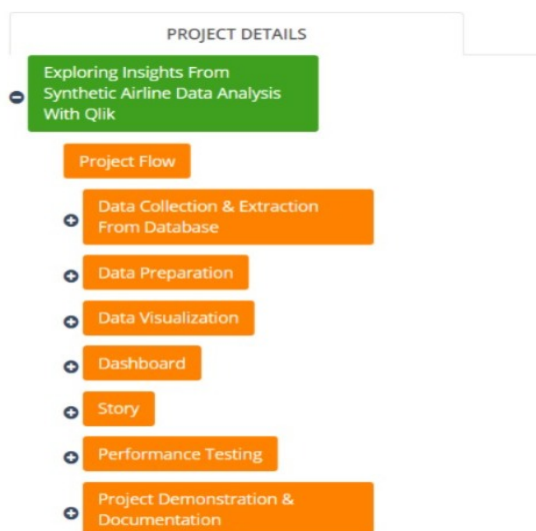 PROJECT DETAILS
Exploring Insights From
Synthetic Airline Data Analysis
With Qlik
Project Flow
Data Collection & Extraction
From Database
Data Preparation
Data Visualization
Dashboard
Story
Performance Testing
Project Demonstration &
Documentation